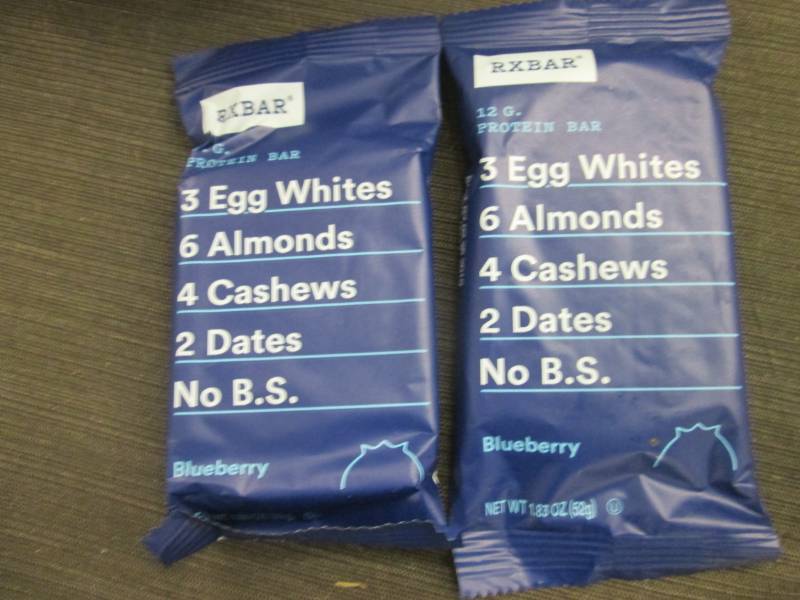 RXBAR
G.
PROTEIN BAR
3 Egg Whites
6 Almonds
4 Cashews
2 Dates
No B.S.
Blueberry
RXBAR
12 G.
PROTEIN BAR
3 Egg Whites
6 Almonds
4 Cashews
2 Dates
No B.S.
Blueberry
NET WT 1.83 OZ (52g) U